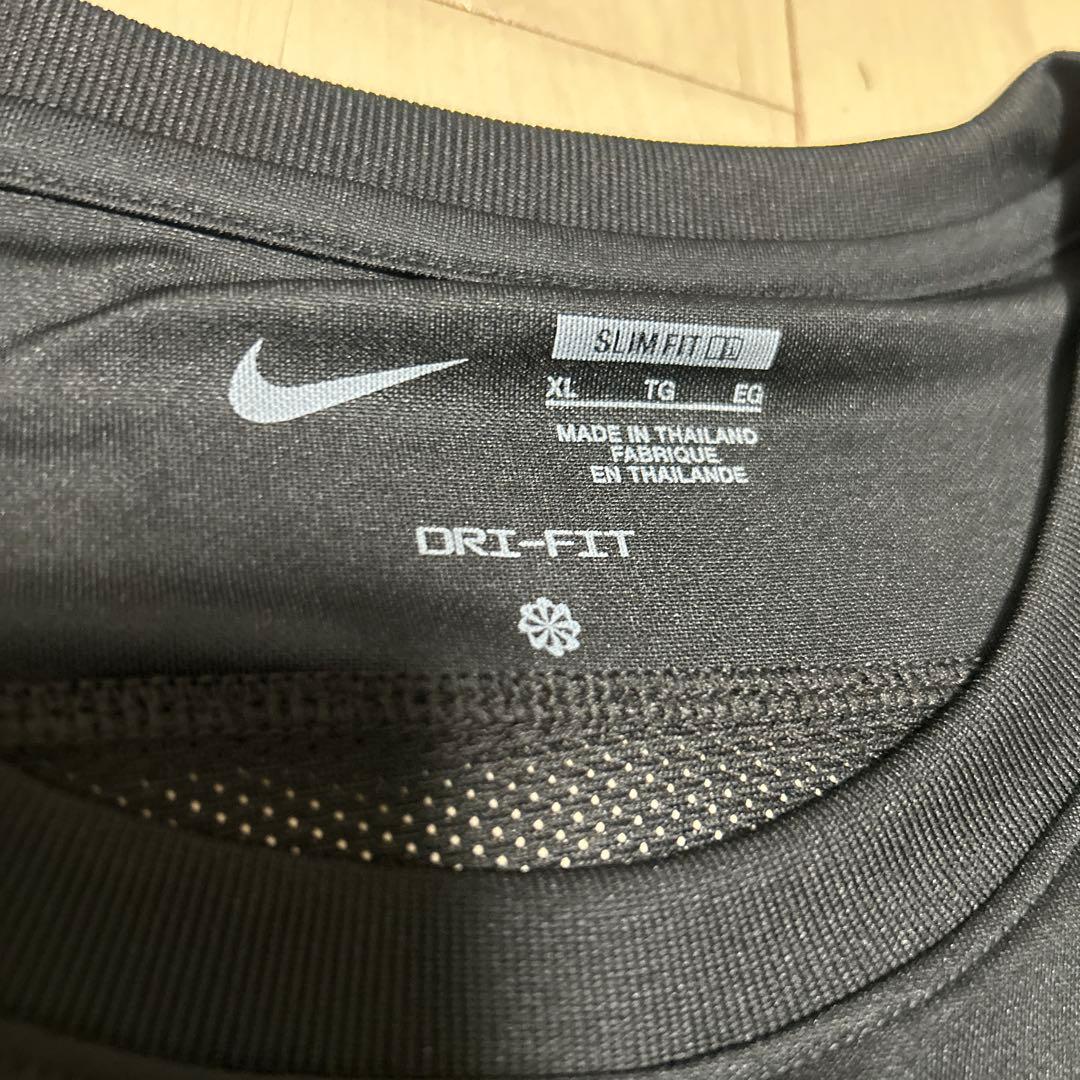 SLIM FIT
XL TG EG
MADE IN THAILAND
FABRIQUE
EN THAILANDE
DRI-FIT